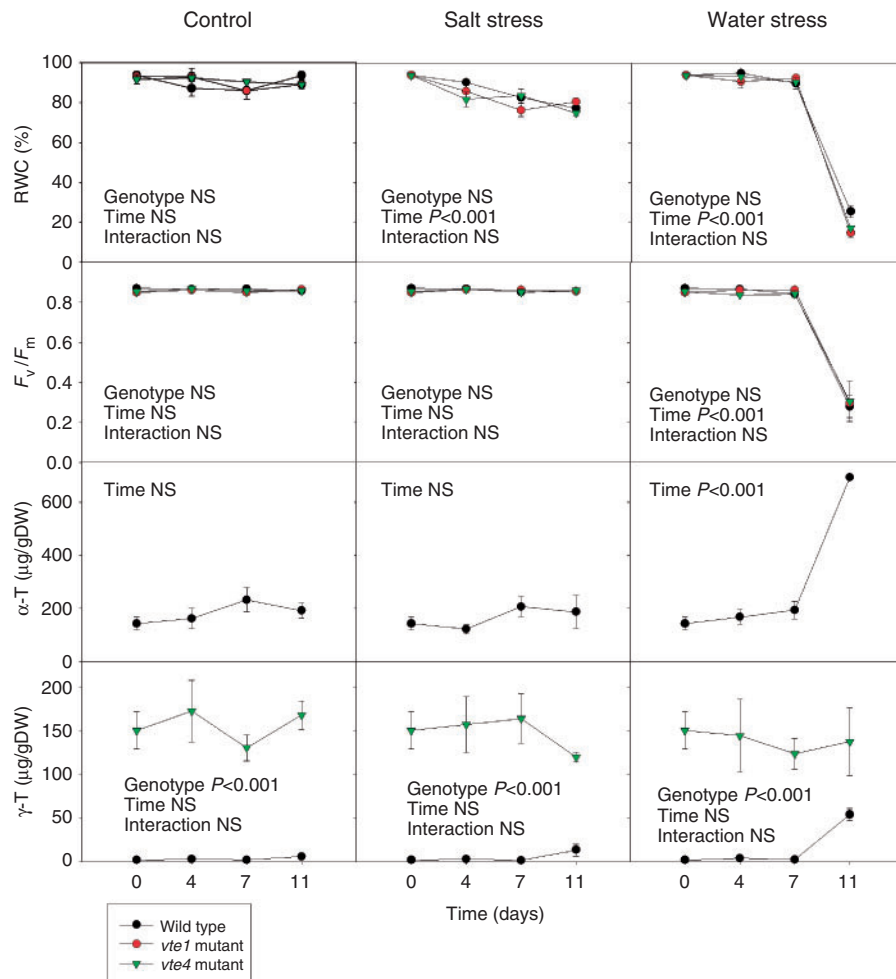 Control Salt stress Water stress
RWC (%)
100
80
60
40
20
0
Genotype NS
Time NS
Interaction NS
Genotype NS
Time P<0.001
Interaction NS
Genotype NS
Time P<0.001
Interaction NS
Fv/Fm
0.8
0.6
0.4
0.2
0.0
Genotype NS
Time NS
Interaction NS
Genotype NS
Time NS
Interaction NS
Genotype NS
Time P<0.001
Interaction NS
α-T (µg/gDW)
600
400
200
0
Time NS
Time NS
Time P<0.001
γ-T (µg/gDW)
200
150
100
50
0
Genotype P<0.001
Time NS
Interaction NS
Genotype P<0.001
Time NS
Interaction NS
Genotype P<0.001
Time NS
Interaction NS
0 4 7 11 0 4 7 11 0 4 7 11
Time (days)
Wild type
vte1 mutant
vte4 mutant